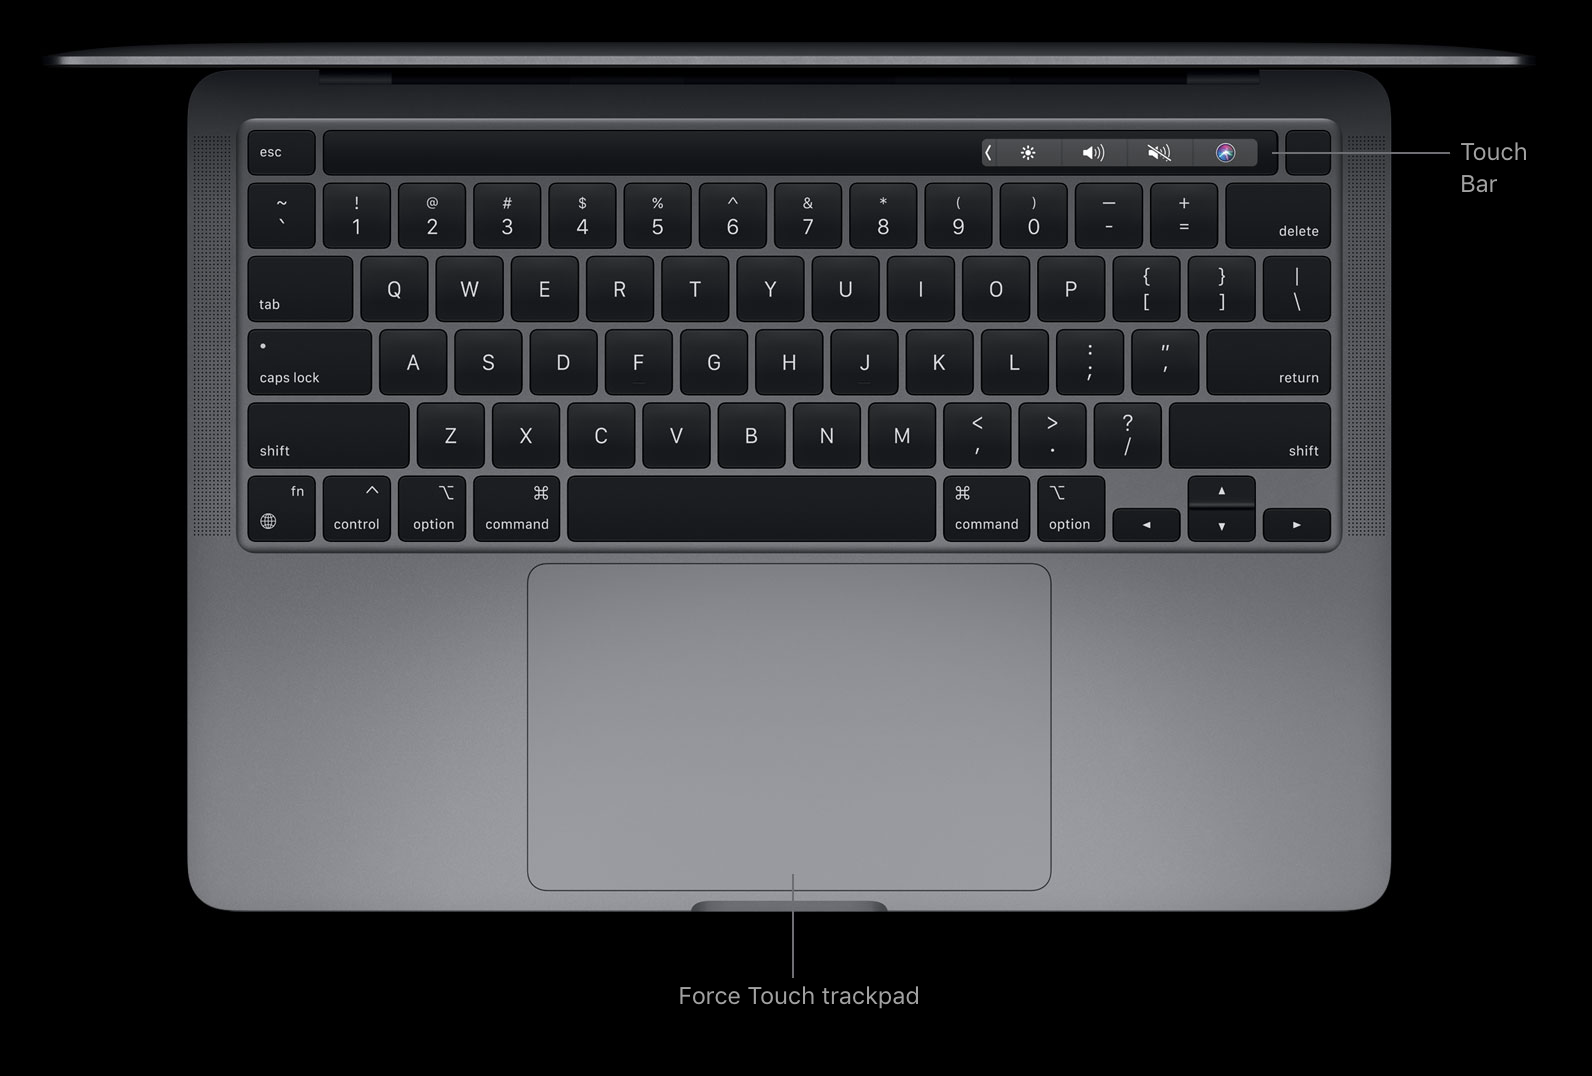 esc
Touch
Bar
~ ! @ # $ % ^ & * ( ) — +
` 1 2 3 4 5 6 7 8 9 0 - = delete
{ } |
tab Q W E R T Y U I O P [ ] \
: "
caps lock A S D F G H J K L ; ' return
< > ?
shift Z X C V B N M , . / shift
fn ^ ⌥ ⌘ ⌘ ⌥ ▲
control option command command option ◀ ▼ ▶
Force Touch trackpad